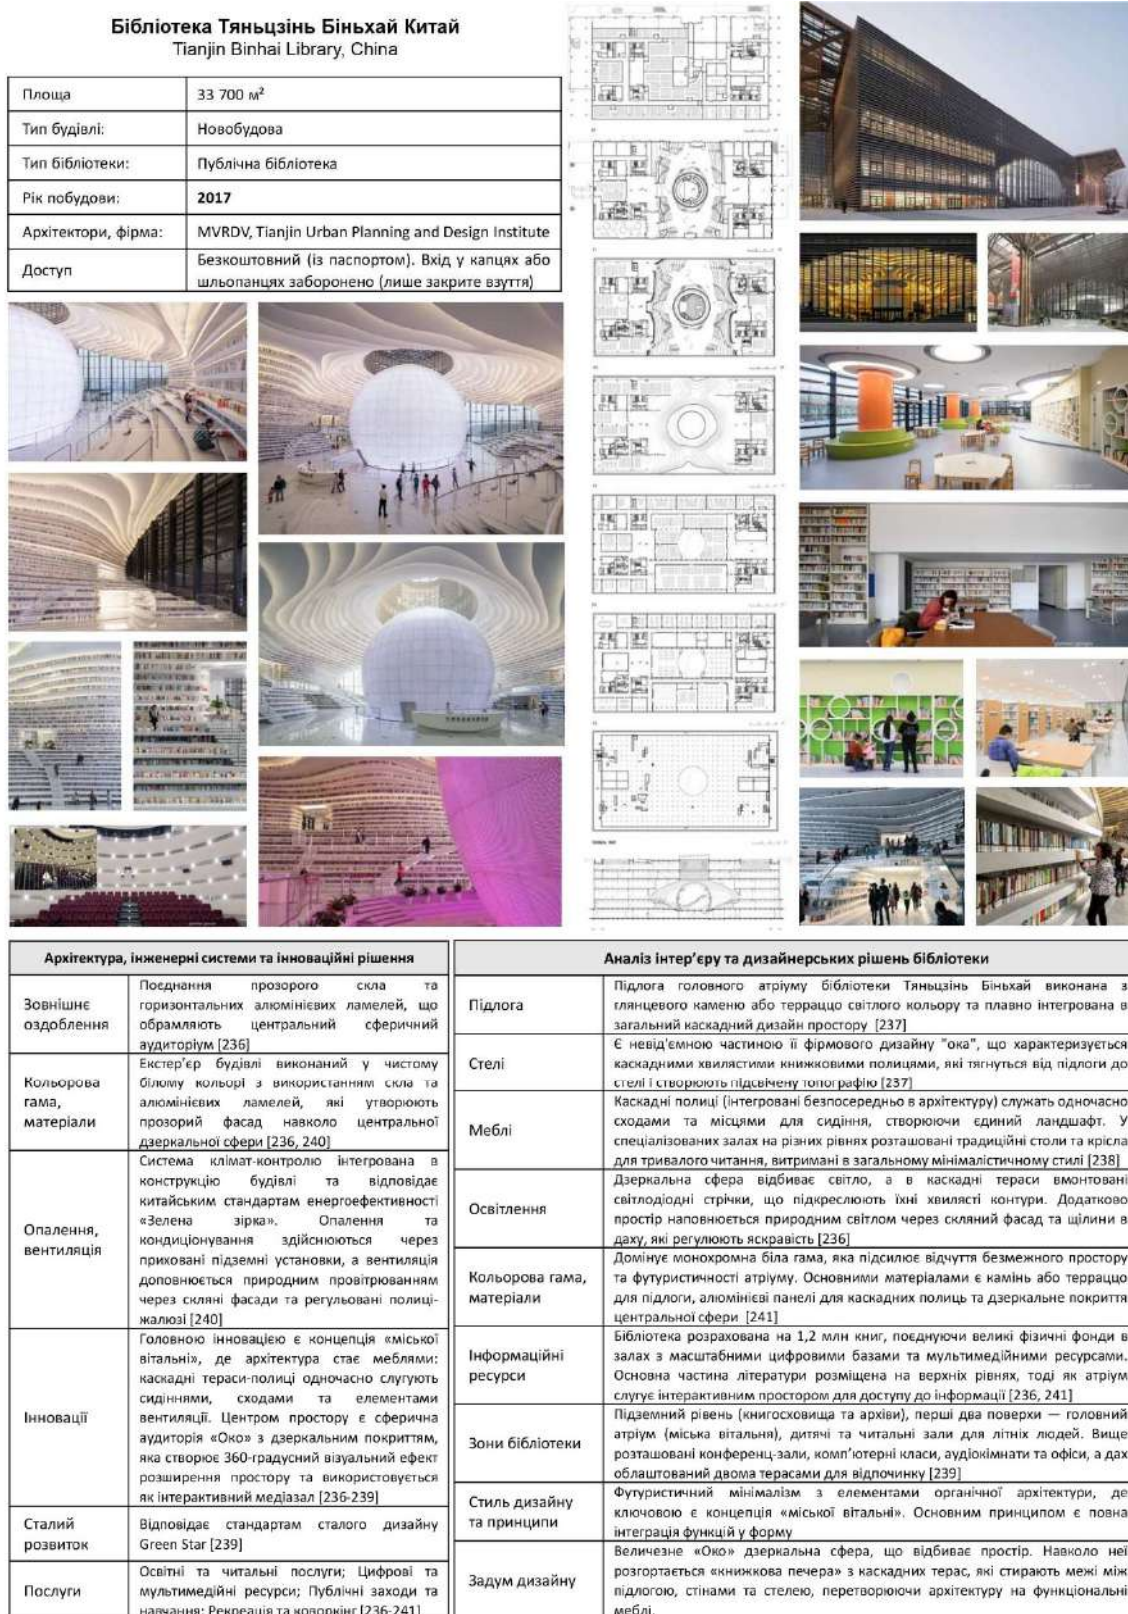 Бібліотека Тяньцзінь Біньхай Китай
Tianjin Binhai Library, China
Площа 33 700 м²
Тип будівлі: Новобудова
Тип бібліотеки: Публічна бібліотека
Рік побудови: 2017
Архітектори, фірма: MVRDV, Tianjin Urban Planning and Design Institute
Доступ
Безкоштовний (із паспортом). Вхід у капцях або
шльопанцях заборонено (лише закрите взуття)
Архітектура, інженерні системи та інноваційні рішення
Зовнішнє
оздоблення
Поєднання прозорого скла та
горизонтальних алюмінієвих ламелей, що
обрамляють центральний сферичний
аудиторіум [236]
Кольорова
гама,
матеріали
Екстер'єр будівлі виконаний у чистому
білому кольорі з використанням скла та
алюмінієвих ламелей, які утворюють
прозорий фасад навколо центральної
дзеркальної сфери [236, 240]
Опалення,
вентиляція
Система клімат-контролю інтегрована в
конструкцію будівлі та відповідає
китайським стандартам енергоефективності
«Зелена зірка». Опалення та
кондиціонування здійснюються через
приховані підземні установки, а вентиляція
доповнюється природним провітрюванням
через скляні фасади та регульовані полиці-
жалюзі [240]
Інновації
Головною інновацією є концепція «міської
вітальні», де архітектура стає меблями:
каскадні тераси-полиці одночасно слугують
сидіннями, сходами та елементами
вентиляції. Центром простору є сферична
аудиторія «Око» з дзеркальним покриттям,
яка створює 360-градусний візуальний ефект
розширення простору та використовується
як інтерактивний медіазал [236-239]
Сталий
розвиток
Відповідає стандартам сталого дизайну
Green Star [239]
Послуги
Освітні та читальні послуги; Цифрові та
мультимедійні ресурси; Публічні заходи та
навчання; Рекреація та коворкінг [236-241]
Аналіз інтер'єру та дизайнерських рішень бібліотеки
Підлога
Підлога головного атріуму бібліотеки Тяньцзінь Біньхай виконана з
глянцевого каменю або терраццо світлого кольору та плавно інтегрована в
загальний каскадний дизайн простору [237]
Стелі
Є невід'ємною частиною її фірмового дизайну "ока", що характеризується
каскадними хвилястими книжковими полицями, які тягнуться від підлоги до
стелі і створюють підсвічену топографію [237]
Меблі
Каскадні полиці (інтегровані безпосередньо в архітектуру) служать одночасно
сходами та місцями для сидіння, створюючи єдиний ландшафт. У
спеціалізованих залах на різних рівнях розташовані традиційні столи та крісла
для тривалого читання, витримані в загальному мінімалістичному стилі [238]
Освітлення
Дзеркальна сфера відбиває світло, а в каскадні тераси вмонтовані
світлодіодні стрічки, що підкреслюють їхні хвилясті контури. Додатково
простір наповнюється природним світлом через скляний фасад та щілини в
даху, які регулюють яскравість [236]
Кольорова гама,
матеріали
Домінує монохромна біла гама, яка підсилює відчуття безмежного простору
та футуристичності атріуму. Основними матеріалами є камінь або терраццо
для підлоги, алюмінієві панелі для каскадних полиць та дзеркальне покриття
центральної сфери [241]
Інформаційні
ресурси
Бібліотека розрахована на 1,2 млн книг, поєднуючи великі фізичні фонди в
залах з масштабними цифровими базами та мультимедійними ресурсами.
Основна частина літератури розміщена на верхніх рівнях, тоді як атріум
слугує інтерактивним простором для доступу до інформації [236, 241]
Зони бібліотеки
Підземний рівень (книгосховища та архіви), перші два поверхи — головний
атріум (міська вітальня), дитячі та читальні зали для літніх людей. Вище
розташовані конференц-зали, комп'ютерні класи, аудіокімнати та офіси, а дах
облаштований двома терасами для відпочинку [239]
Стиль дизайну
та принципи
Футуристичний мінімалізм з елементами органічної архітектури, де
ключовою є концепція «міської вітальні». Основним принципом є повна
інтеграція функцій у форму
Задум дизайну
Величезне «Око» дзеркальна сфера, що відбиває простір. Навколо неї
розгортається «книжкова печера» з каскадних терас, які стирають межі між
підлогою, стінами та стелею, перетворюючи архітектуру на функціональні
меблі.